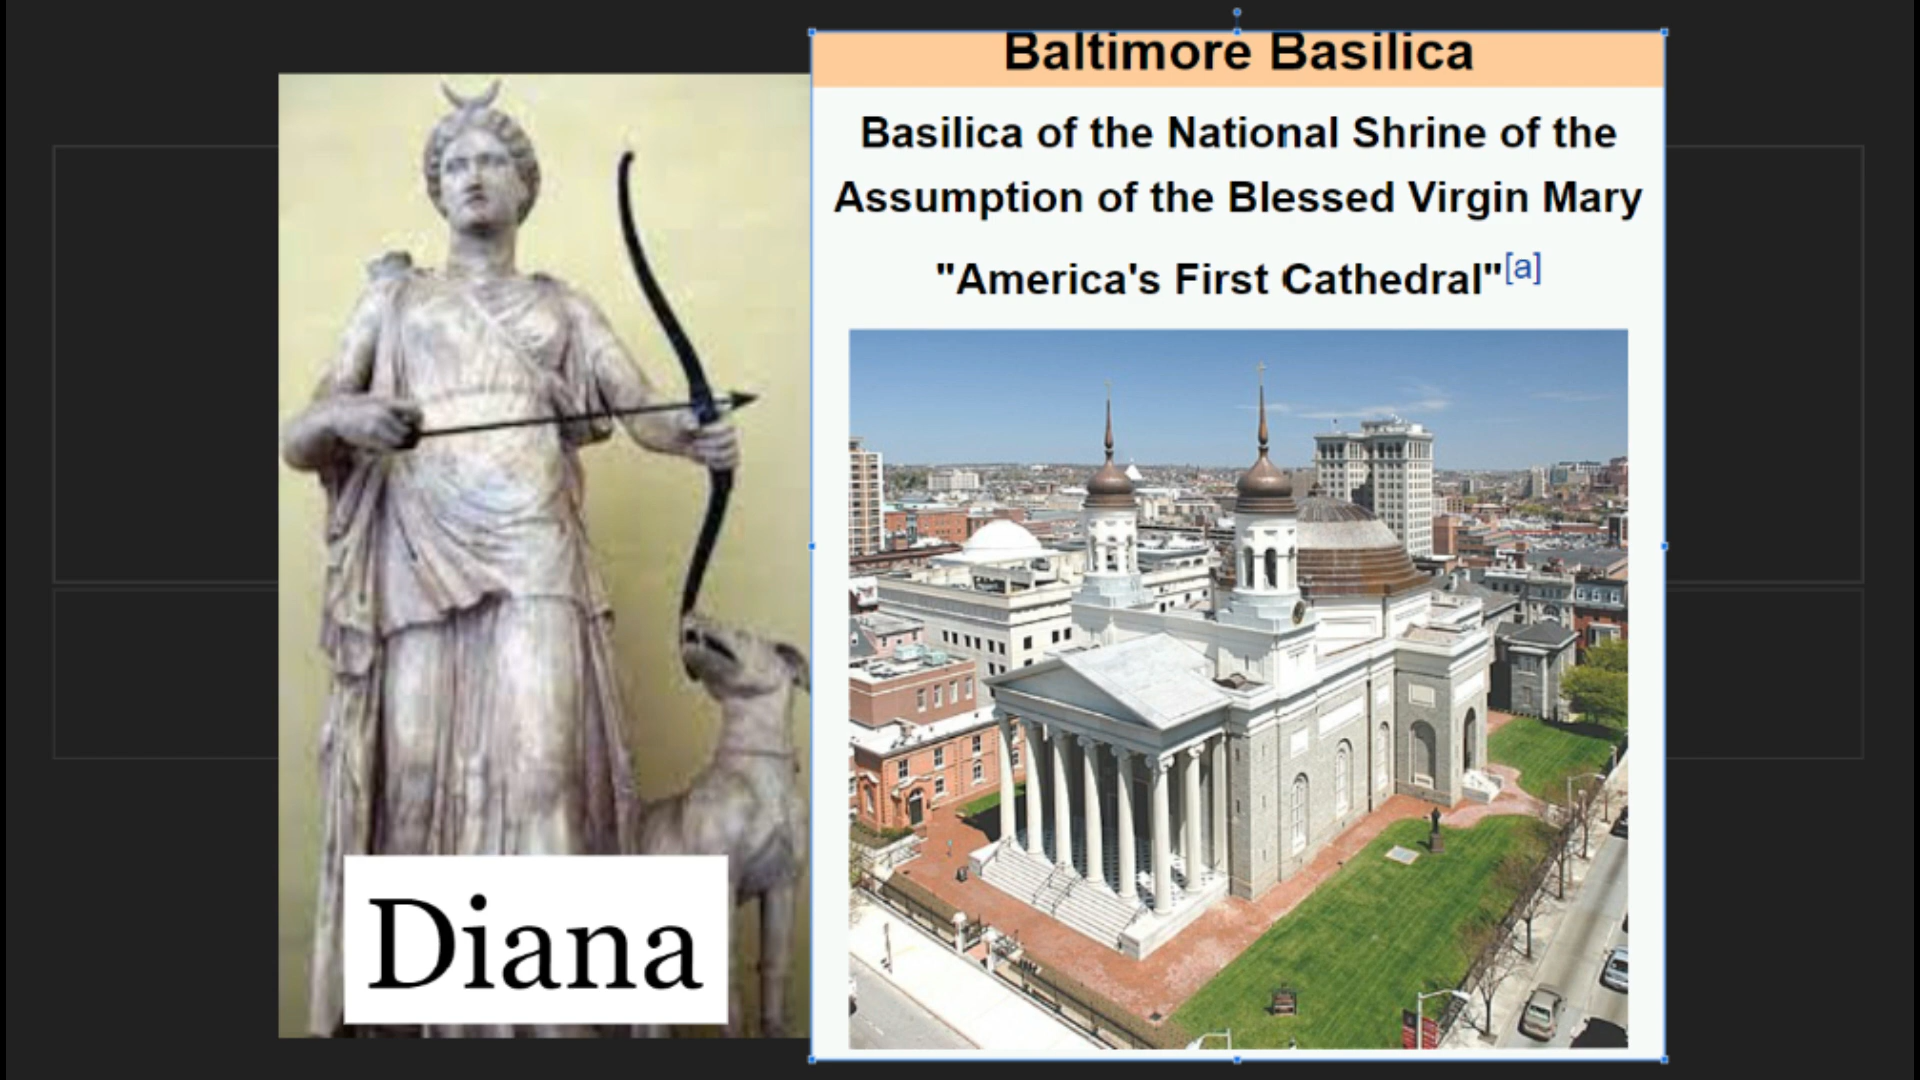 Baltimore Basilica
Basilica of the National Shrine of the
Assumption of the Blessed Virgin Mary
"America's First Cathedral"[a]
Diana